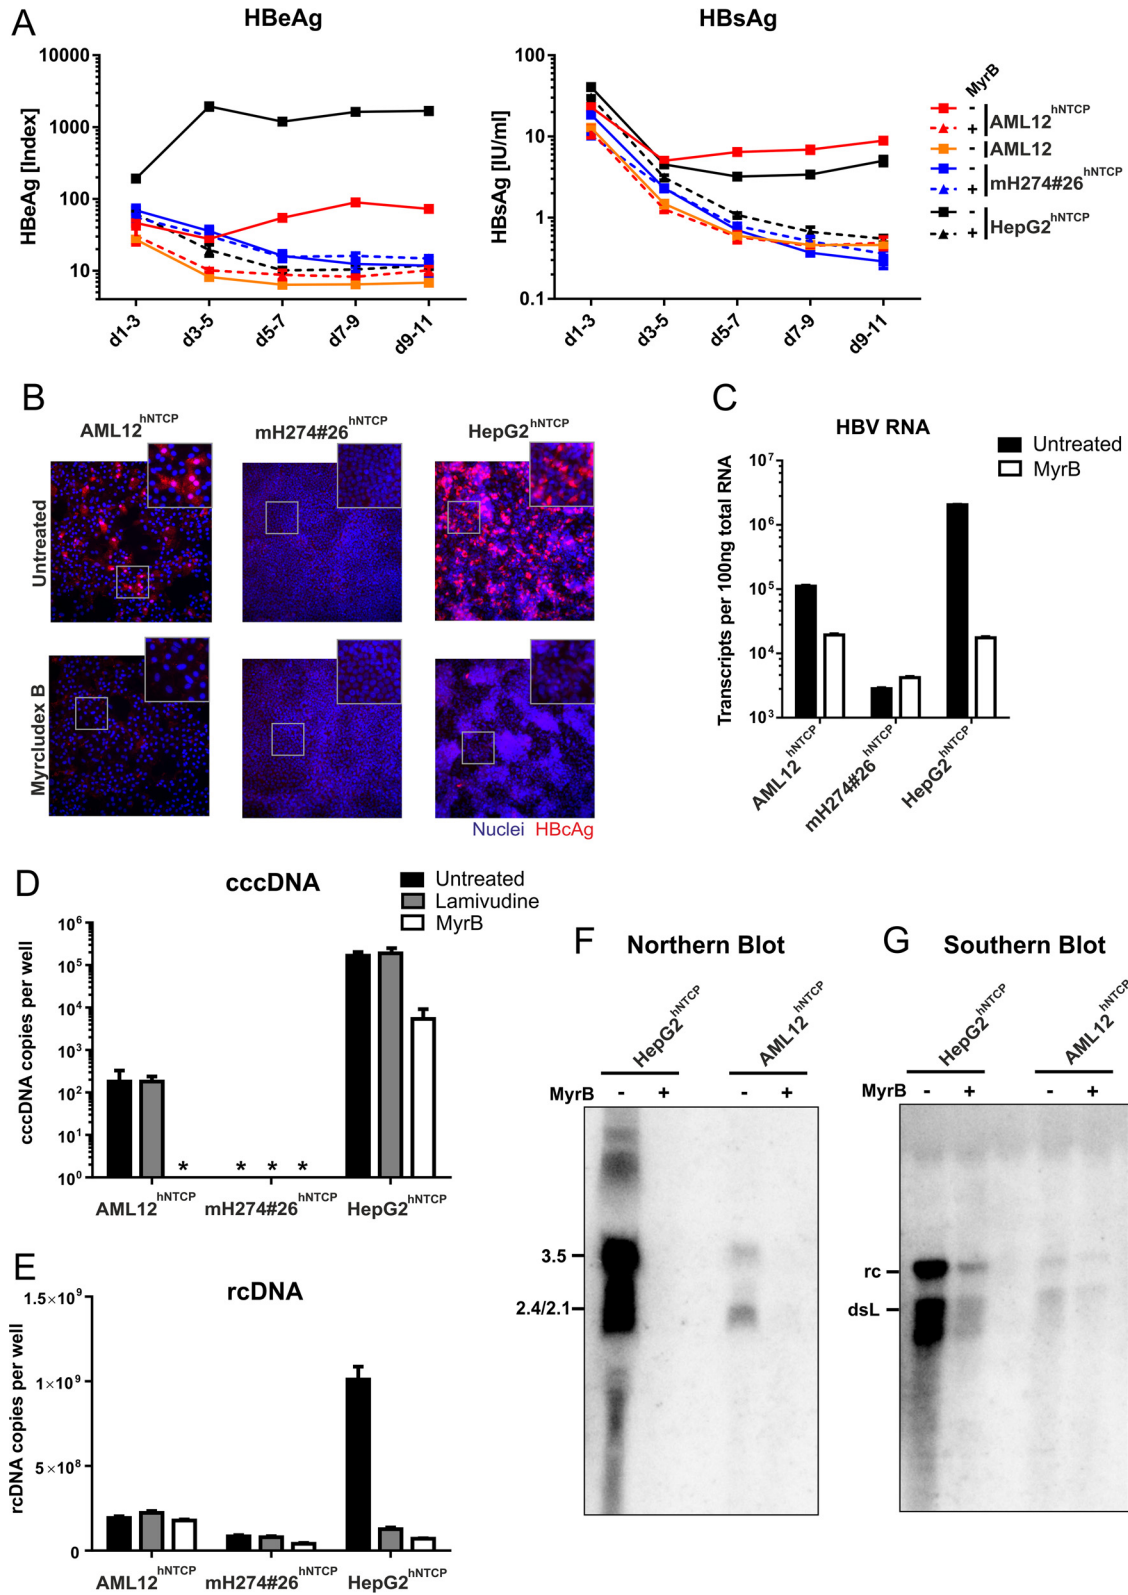 A
HBeAg
HBeAg [Index]
10000
1000
100
10
d1-3
d3-5
d5-7
d7-9
d9-11
HBsAg
HBsAg [IU/ml]
100
10
1
0.1
d1-3
d3-5
d5-7
d7-9
d9-11
MyrB
-
+ AML12hNTCP
- AML12
-
+ mH274#26hNTCP
-
+ HepG2hNTCP
B
AML12hNTCP
mH274#26hNTCP
HepG2hNTCP
Untreated
Myrcludex B
Nuclei HBcAg
C
HBV RNA
Untreated
MyrB
Transcripts per 100ng total RNA
10^7
10^6
10^5
10^4
10^3
AML12hNTCP
mH274#26hNTCP
HepG2hNTCP
D
cccDNA
Untreated
Lamivudine
MyrB
cccDNA copies per well
10^6
10^5
10^4
10^3
10^2
10^1
10^0
* * * *
AML12hNTCP
mH274#26hNTCP
HepG2hNTCP
E
rcDNA
rcDNA copies per well
1.5×10^9
1×10^9
5×10^8
0
AML12hNTCP
mH274#26hNTCP
HepG2hNTCP
F
Northern Blot
HepG2hNTCP
AML12hNTCP
MyrB - + - +
3.5
2.4/2.1
G
Southern Blot
HepG2hNTCP
AML12hNTCP
MyrB - + - +
rc
dsL